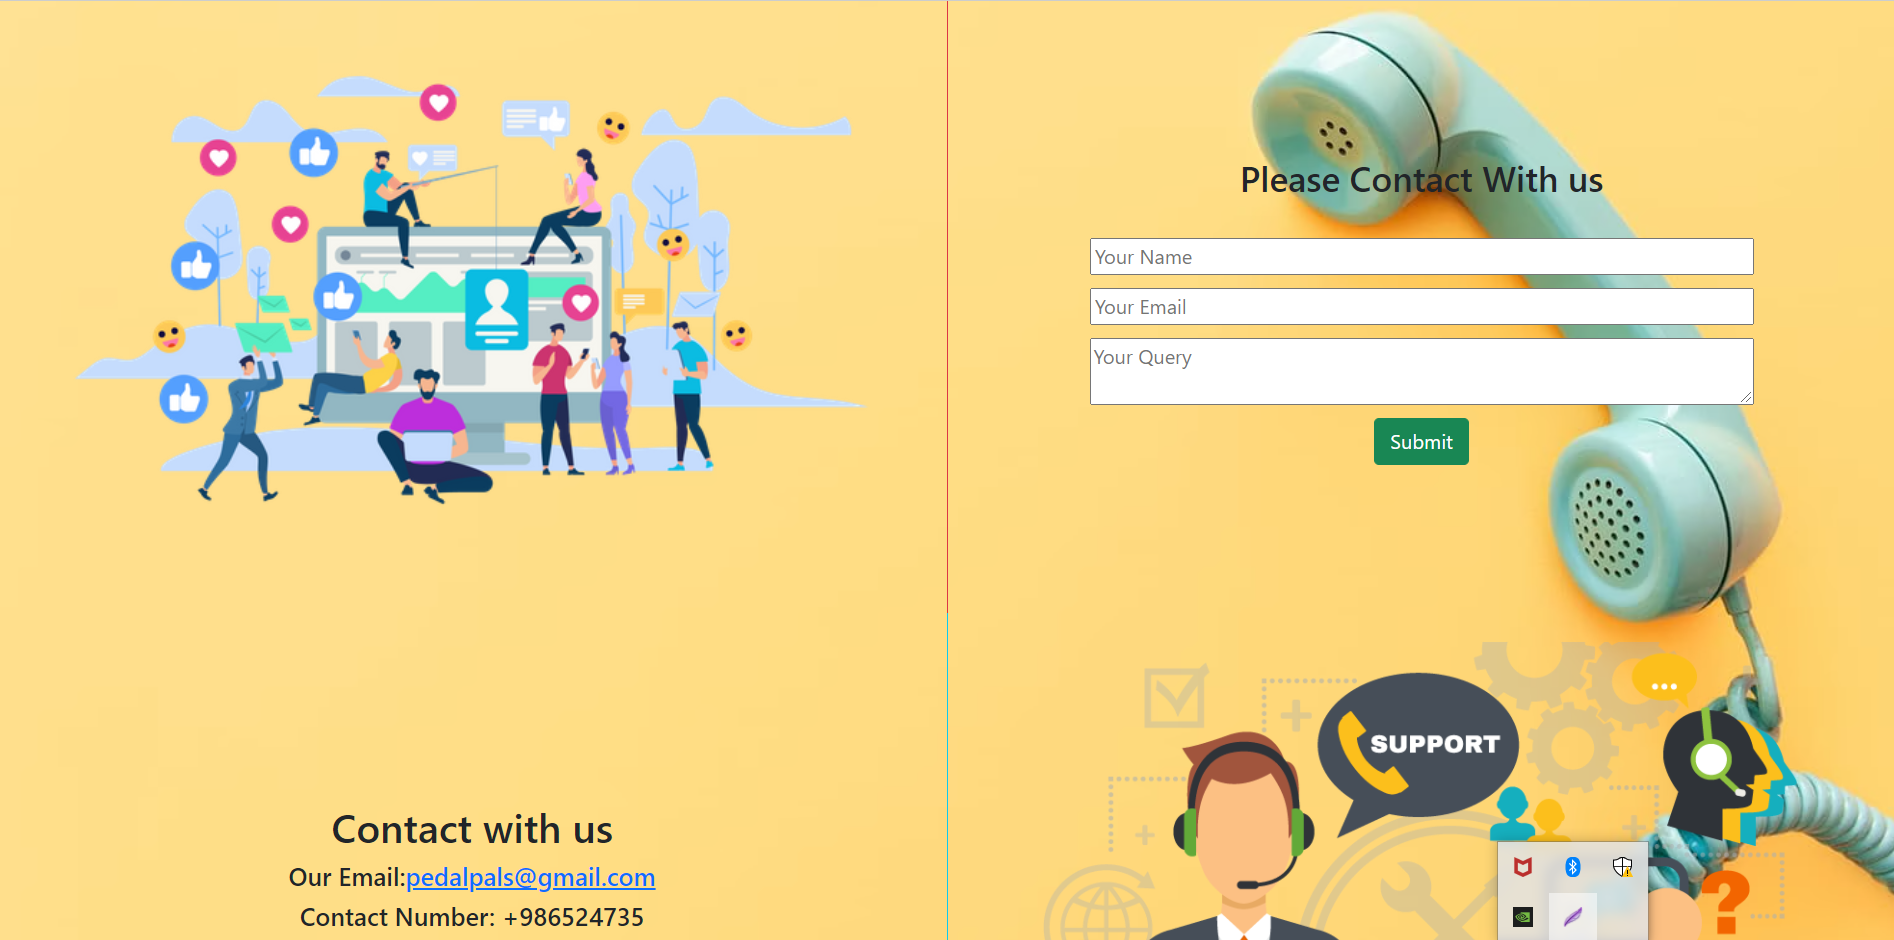 Please Contact With us
Your Name
Your Email
Your Query
Submit
SUPPORT
Contact with us
Our Email:pedalpals@gmail.com
Contact Number: +986524735